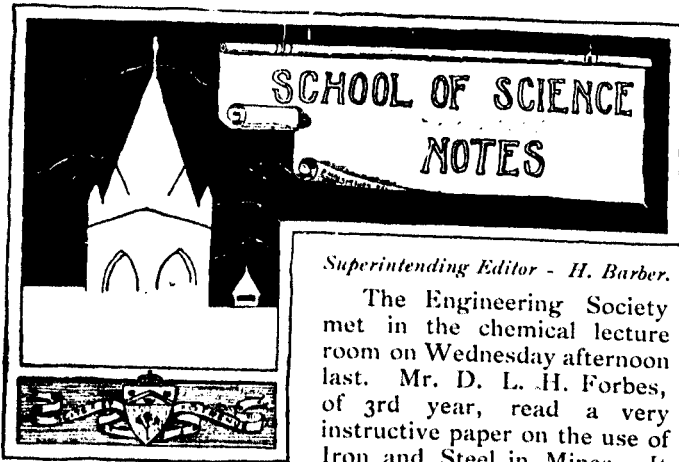 SCHOOL OF SCIENCE
NOTES
Superintending Editor - H. Barber.
The Engineering Society
met in the chemical lecture
room on Wednesday afternoon
last. Mr. D. L. H. Forbes,
of 3rd year, read a very
instructive paper on the use of
Iron and Steel in Mines. It